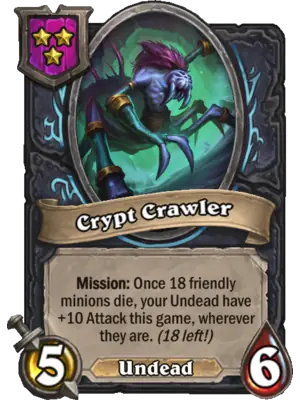 Crypt Crawler
Mission: Once 18 friendly
minions die, your Undead have
+10 Attack this game, wherever
they are. (18 left!)
5
Undead
6